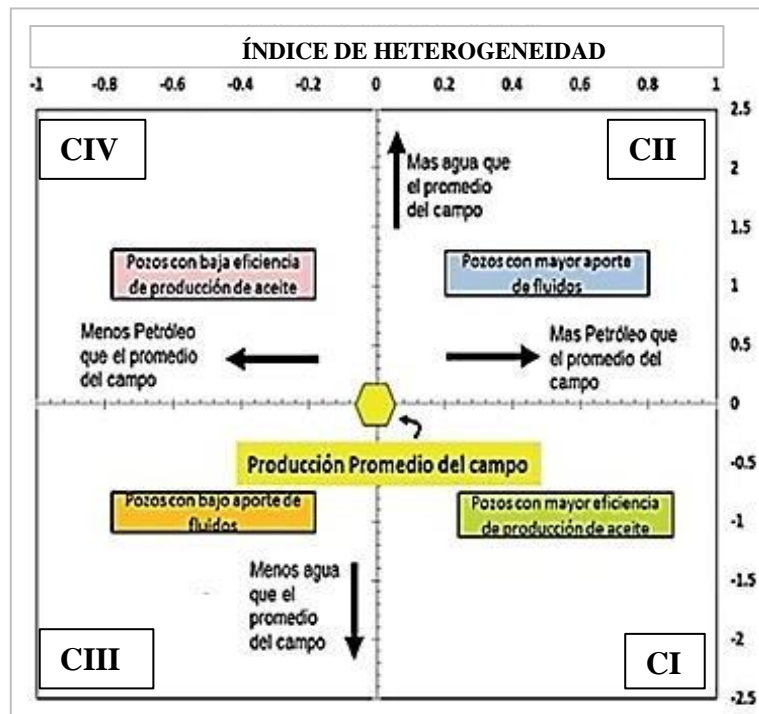 ÍNDICE DE HETEROGENEIDAD
-1 -0.8 -0.6 -0.4 -0.2 0 0.2 0.4 0.6 0.8 1
2.5
CIV
CII
Mas agua que
el promedio
del campo
2
1.5
Pozos con baja eficiencia
de producción de aceite
Pozos con mayor aporte
de fluidos
1
Menos Petróleo
que el promedio
del campo
Mas Petróleo que
el promedio del
campo
0.5
0
Producción Promedio del campo
-0.5
Pozos con bajo aporte de
fluidos
Pozos con mayor eficiencia
de producción de aceite
-1
Menos agua
que el
promedio
del campo
-1.5
-2
CIII
CI
-2.5